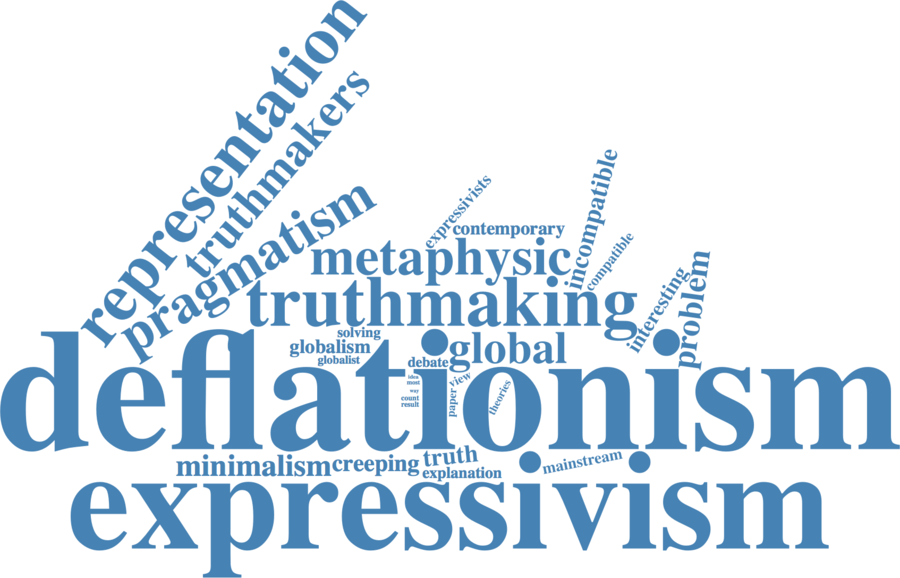 representation
truthmakers
pragmatism
expressivists
contemporary
incompatible
compatible
metaphysic
truthmaking
interesting
problem
solving
globalism
globalist
debate
global
deflationism
idea
most
way
count
result
paper
view
theories
minimalism
creeping
truth
explanation
mainstream
expressivism